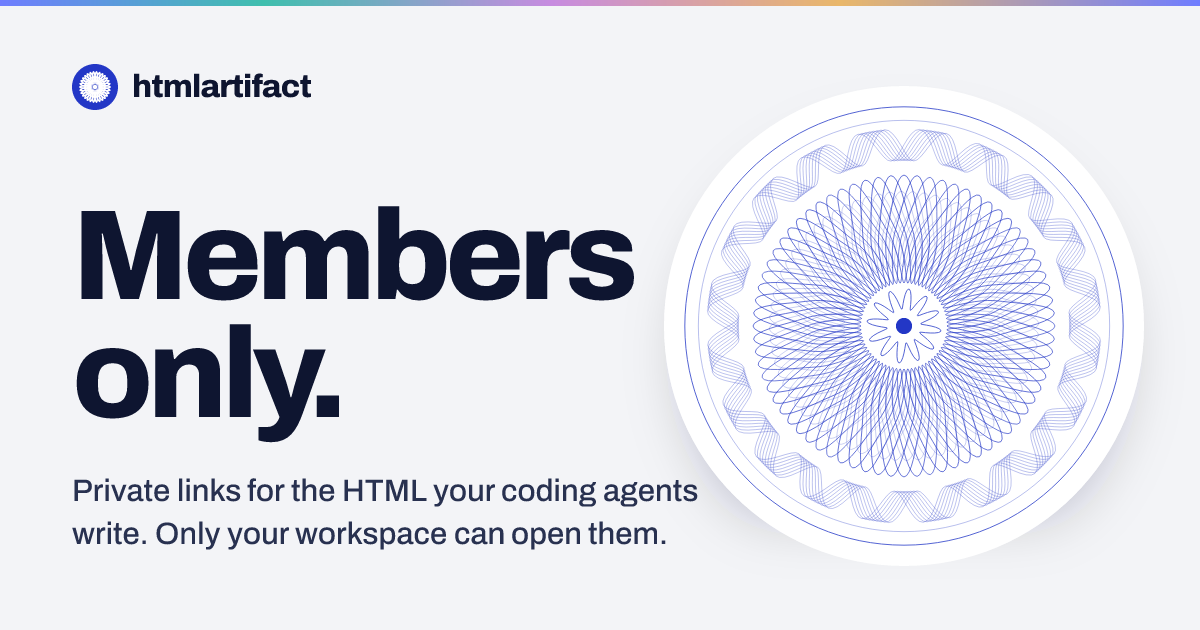 htmlartifact
Members
only.
Private links for the HTML your coding agents
write. Only your workspace can open them.